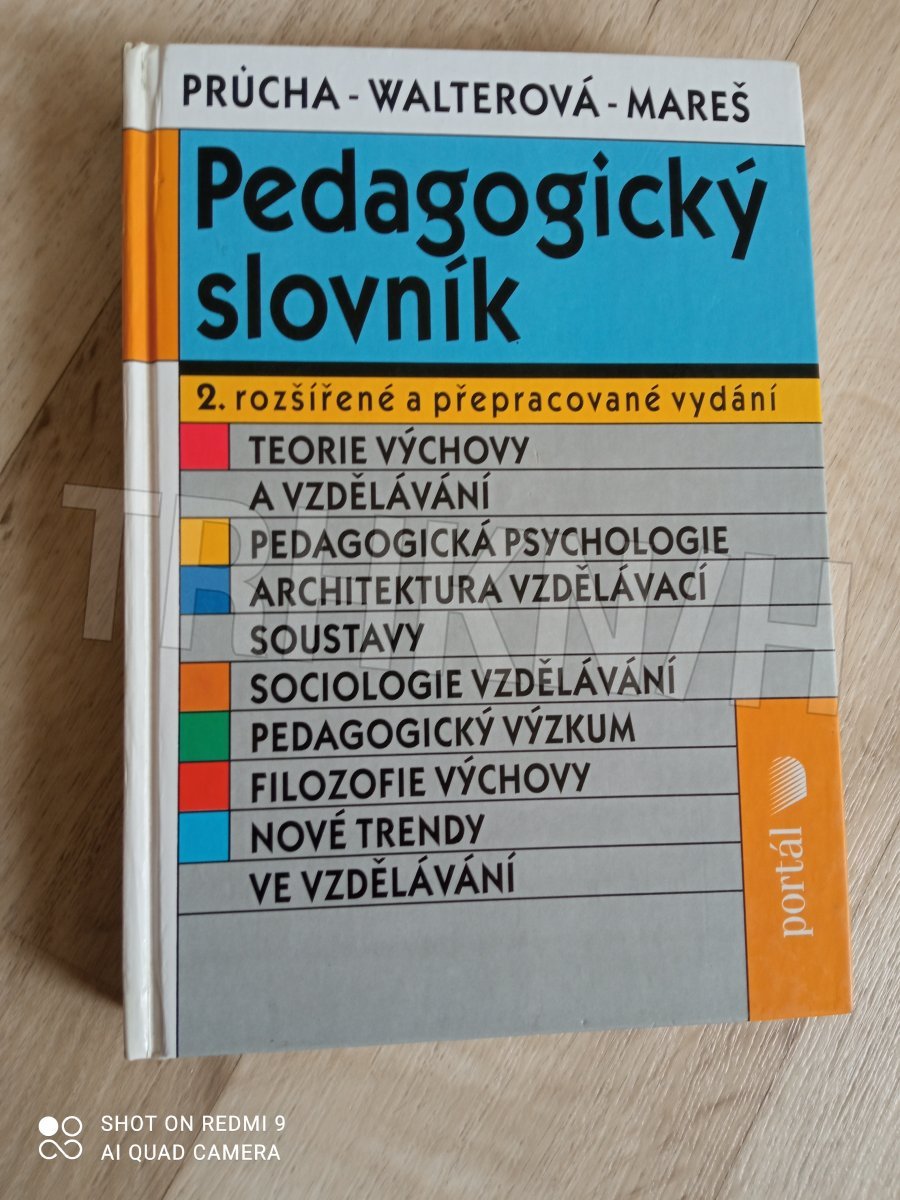 PRŮCHA - WALTEROVÁ - MAREŠ
Pedagogický
slovník
2. rozšířené a přepracované vydání
TEORIE VÝCHOVY
A VZDĚLÁVÁNÍ
PEDAGOGICKÁ PSYCHOLOGIE
ARCHITEKTURA VZDĚLÁVACÍ
SOUSTAVY
SOCIOLOGIE VZDĚLÁVÁNÍ
PEDAGOGICKÝ VÝZKUM
FILOZOFIE VÝCHOVY
NOVÉ TRENDY
VE VZDĚLÁVÁNÍ
portál
TRHKNIH
SHOT ON REDMI 9
AI QUAD CAMERA